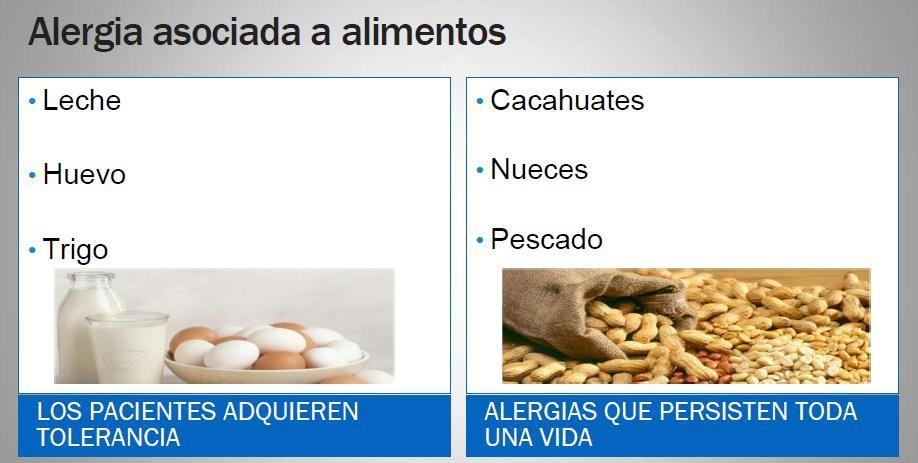 Alergia asociada a alimentos
• Leche
• Huevo
• Trigo
LOS PACIENTES ADQUIEREN
TOLERANCIA
• Cacahuates
• Nueces
• Pescado
ALERGIAS QUE PERSISTEN TODA
UNA VIDA